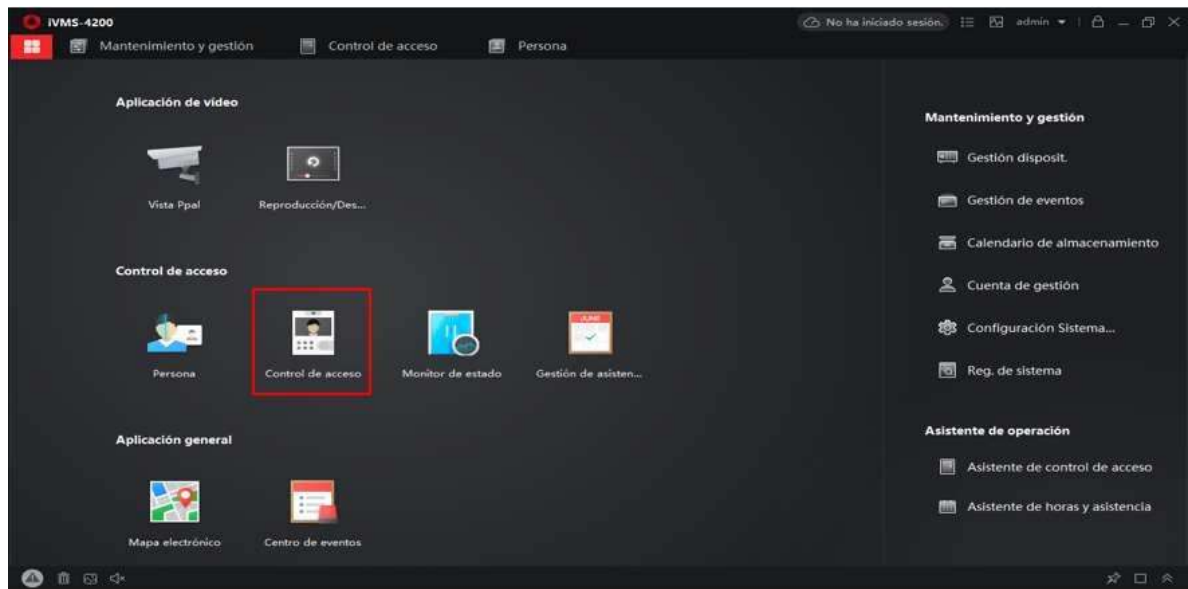 iVMS-4200
No ha iniciado sesión.
admin
Mantenimiento y gestión
Control de acceso
Persona
Aplicación de vídeo
Vista Ppal
Reproducción/Des...
Control de acceso
JUNE
Persona
Control de acceso
Monitor de estado
Gestión de asisten...
Aplicación general
Mapa electrónico
Centro de eventos
Mantenimiento y gestión
Gestión disposit.
Gestión de eventos
Calendario de almacenamiento
Cuenta de gestión
Configuración Sistema...
Reg. de sistema
Asistente de operación
Asistente de control de acceso
Asistente de horas y asistencia